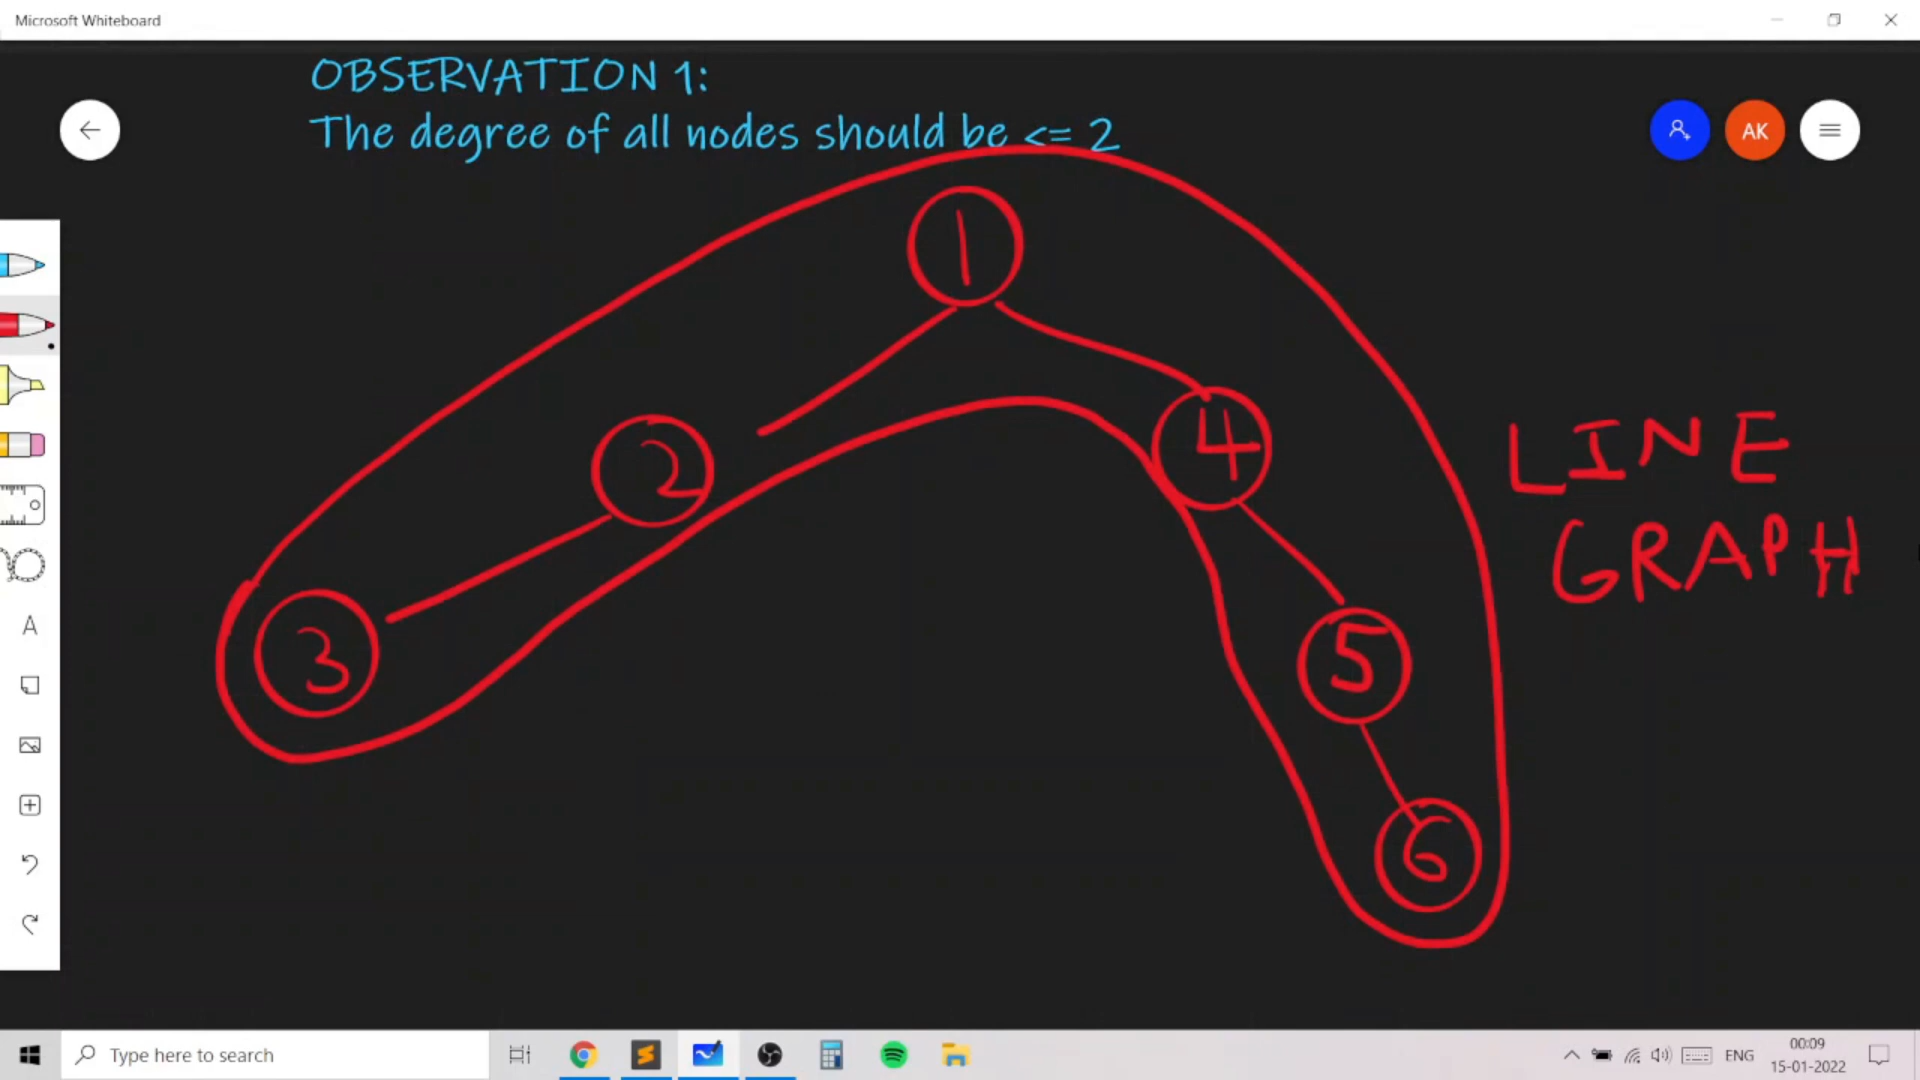 Microsoft Whiteboard
OBSERVATION 1:
The degree of all nodes should be <= 2
AK
1
2
4
LINE
GRAPH
3
5
6
A
Type here to search
ENG
00:09
15-01-2022